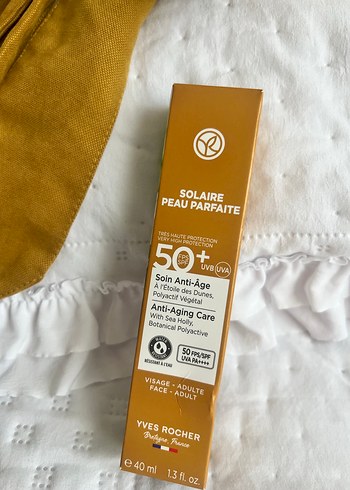 SOLAIRE
PEAU PARFAITE
TRÈS HAUTE PROTECTION
VERY HIGH PROTECTION
50+
FPS
SPF
UVB UVA
Soin Anti-Âge
À l'Étoile des Dunes,
Polyactif Végétal
Anti-Aging Care
With Sea Holly,
Botanical Polyactive
RÉSISTANT À L'EAU
50 FPS/SPF
UVA PA++++
VISAGE - ADULTE
FACE - ADULT
YVES ROCHER
Bretagne, France
e 40 ml 1.3 fl. oz.